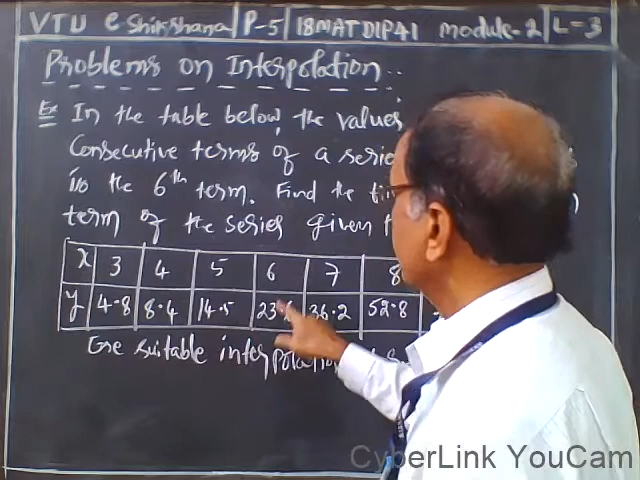 VTU e Shikshana P-5 18MATDIP41 module-2 L-3
Problems on Interpolation..
Ex In the table below, the values
Consecutive terms of a serie
is the 6th term. Find the
term of the series given
x 3 4 5 6 7 8
y 4.8 8.4 14.5 23. 36.2 52.8
Use suitable interpolation
CyberLink YouCam